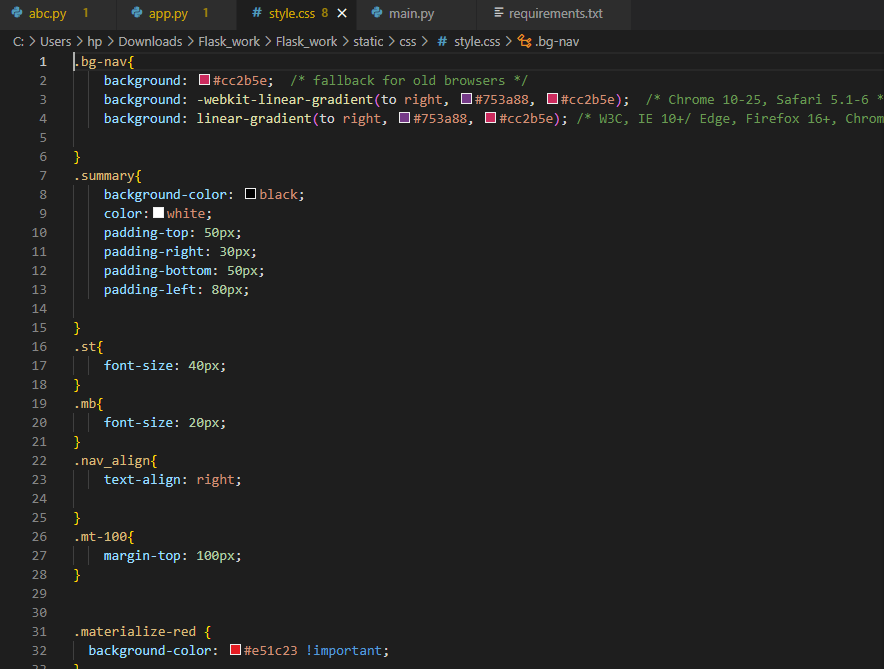 abc.py 1 app.py 1 # style.css 8 × main.py requirements.txt
C: > Users > hp > Downloads > Flask_work > Flask_work > static > css > # style.css > .bg-nav
1 .bg-nav{
2 background: #cc2b5e; /* fallback for old browsers */
3 background: -webkit-linear-gradient(to right, #753a88, #cc2b5e); /* Chrome 10-25, Safari 5.1-6 *
4 background: linear-gradient(to right, #753a88, #cc2b5e); /* W3C, IE 10+/ Edge, Firefox 16+, Chrom
5
6 }
7 .summary{
8 background-color: black;
9 color: white;
10 padding-top: 50px;
11 padding-right: 30px;
12 padding-bottom: 50px;
13 padding-left: 80px;
14
15 }
16 .st{
17 font-size: 40px;
18 }
19 .mb{
20 font-size: 20px;
21 }
22 .nav_align{
23 text-align: right;
24
25 }
26 .mt-100{
27 margin-top: 100px;
28 }
29
30
31 .materialize-red {
32 background-color: #e51c23 !important;
33 }